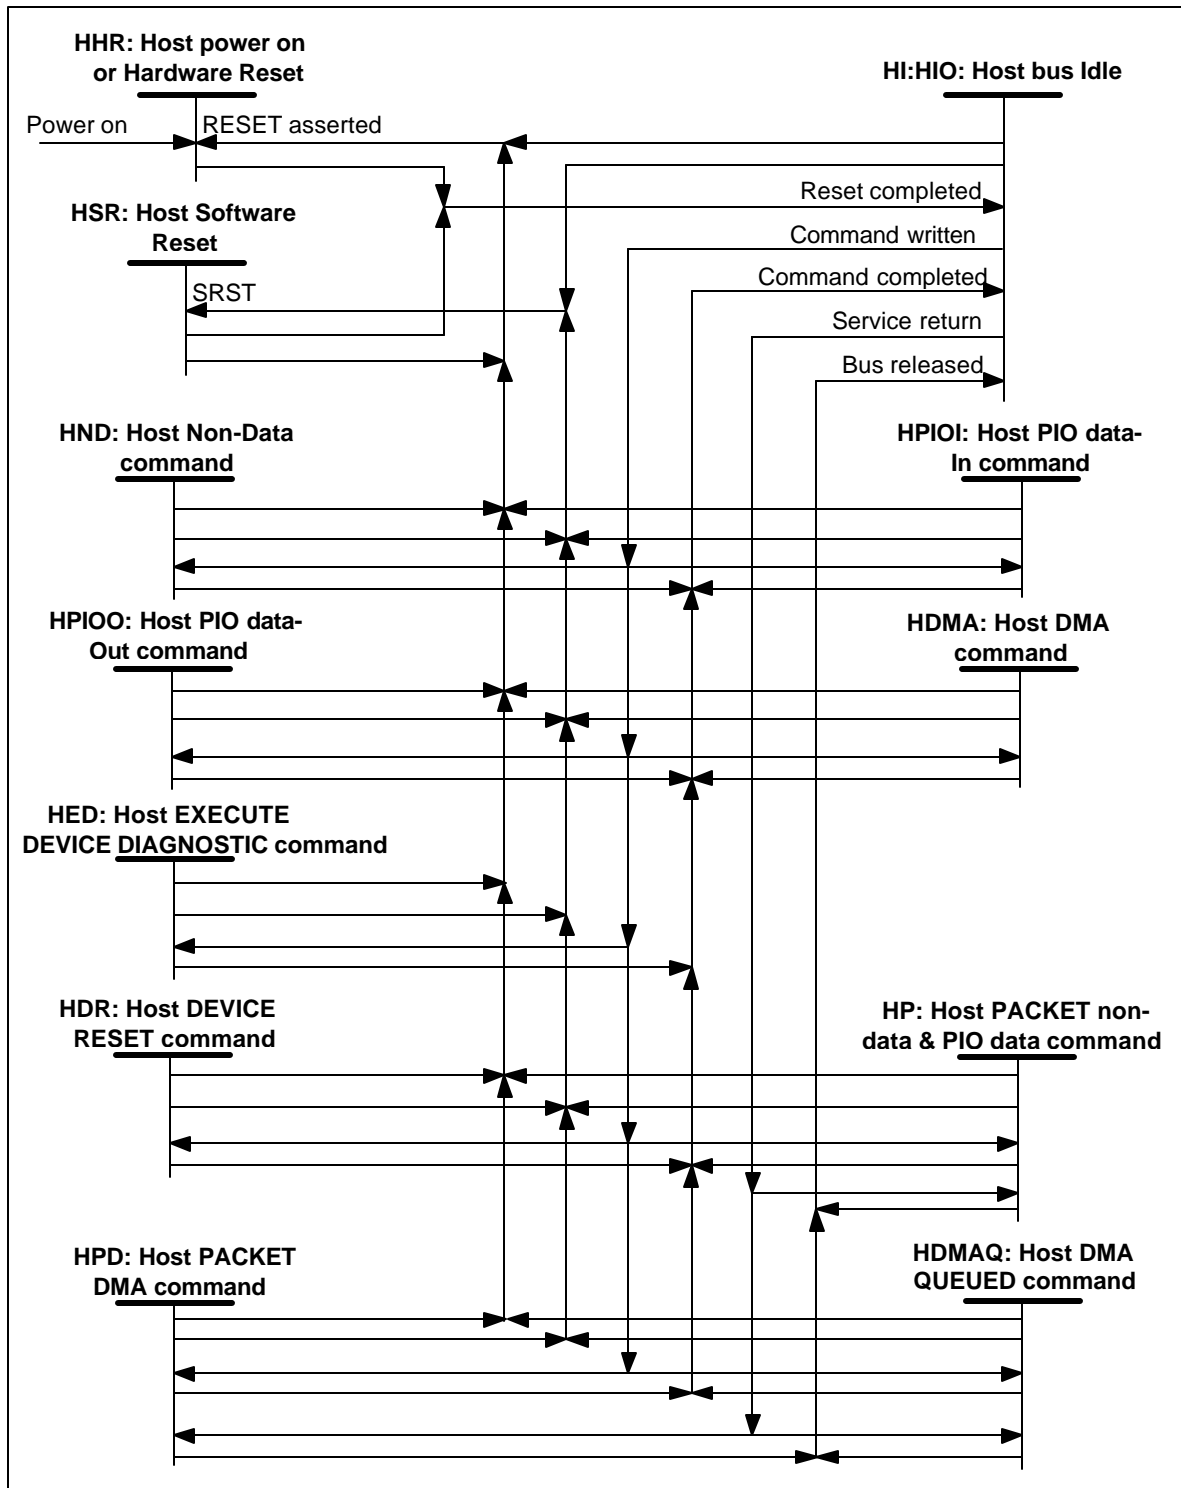 HHR: Host power on
or Hardware Reset
HI:HIO: Host bus Idle
Power on
RESET asserted
Reset completed
HSR: Host Software
Reset
Command written
Command completed
SRST
Service return
Bus released
HND: Host Non-Data
command
HPIOI: Host PIO data-
In command
HPIOO: Host PIO data-
Out command
HDMA: Host DMA
command
HED: Host EXECUTE
DEVICE DIAGNOSTIC command
HDR: Host DEVICE
RESET command
HP: Host PACKET non-
data & PIO data command
HPD: Host PACKET
DMA command
HDMAQ: Host DMA
QUEUED command